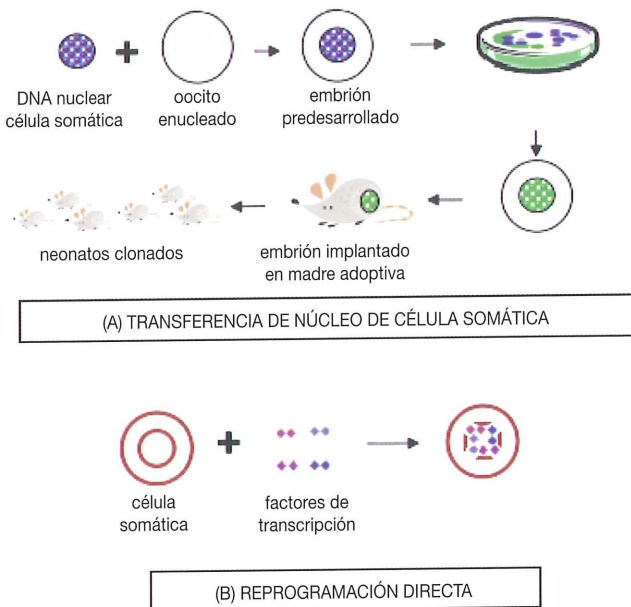 DNA nuclear
célula somática
oocito
enucleado
embrión
predesarrollado
neonatos clonados
embrión implantado
en madre adoptiva
(A) TRANSFERENCIA DE NÚCLEO DE CÉLULA SOMÁTICA
célula
somática
factores de
transcripción
(B) REPROGRAMACIÓN DIRECTA